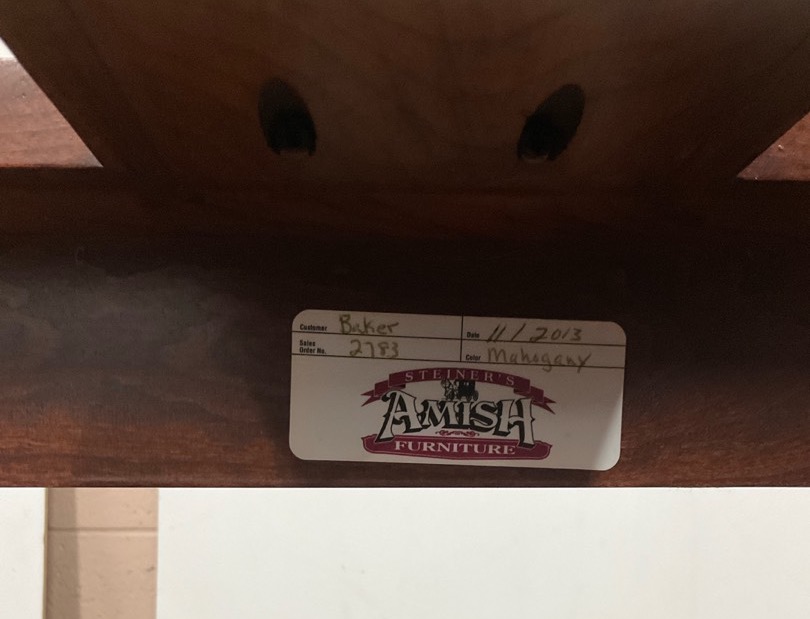 Customer Baker Date 11/2013
Sales Order No. 2783 Color Mahogany
STEINER'S
AMISH
FURNITURE